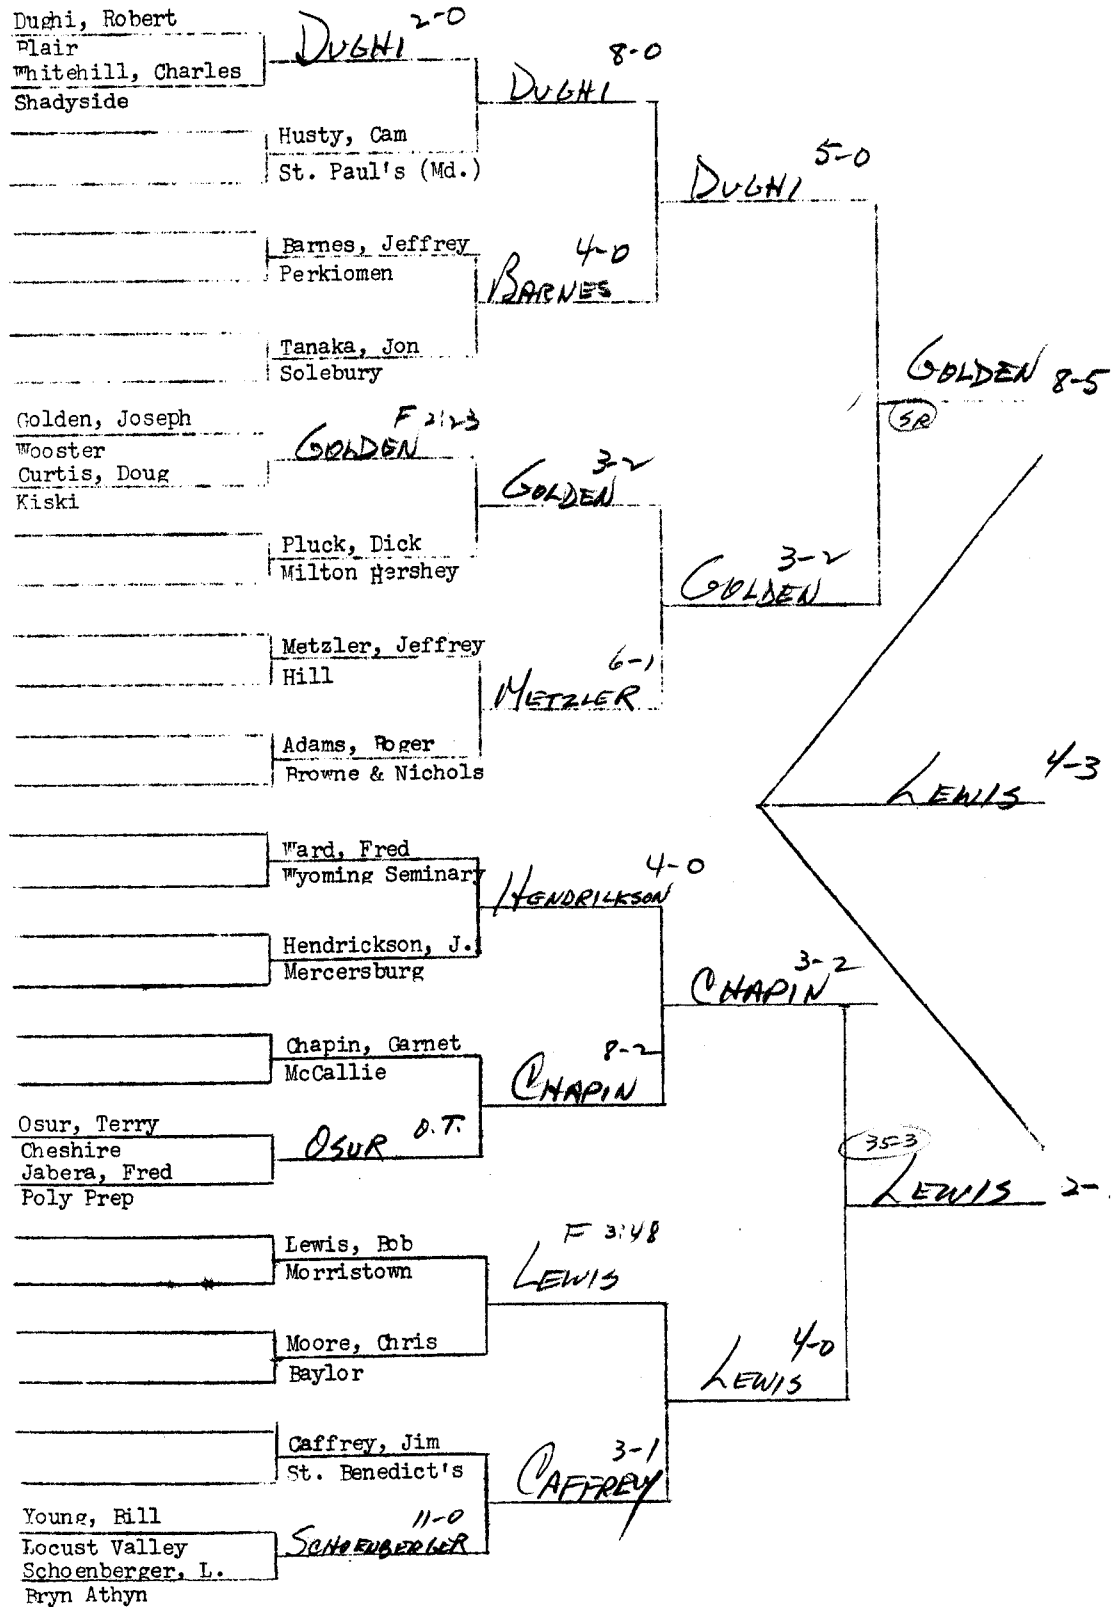 Dughi, Robert
Blair
Whitehill, Charles
Shadyside
DUGHI 2-0
Husty, Cam
St. Paul's (Md.)
DUGHI 8-0
Barnes, Jeffrey
Perkiomen
BARNES 4-0
Tanaka, Jon
Solebury
DUGHI 5-0
Golden, Joseph
Wooster
Curtis, Doug
Kiski
GOLDEN F 2:23
Pluck, Dick
Milton Hershey
GOLDEN 3-2
Metzler, Jeffrey
Hill
METZLER 6-1
Adams, Roger
Browne & Nichols
GOLDEN 3-2
GOLDEN 8-5
SR
LEWIS 4-3
Ward, Fred
Wyoming Seminary
HENDRICKSON 4-0
Hendrickson, J.
Mercersburg
CHAPIN 3-2
Chapin, Garnet
McCallie
CHAPIN 8-2
Osur, Terry
Cheshire
Jabera, Fred
Poly Prep
OSUR O.T.
35-3
LEWIS 2-
Lewis, Bob
Morristown
LEWIS F 3:48
Moore, Chris
Baylor
LEWIS 4-0
Caffrey, Jim
St. Benedict's
CAFFREY 3-1
Young, Bill
Locust Valley
Schoenberger, L.
Bryn Athyn
SCHOENBERGER 11-0